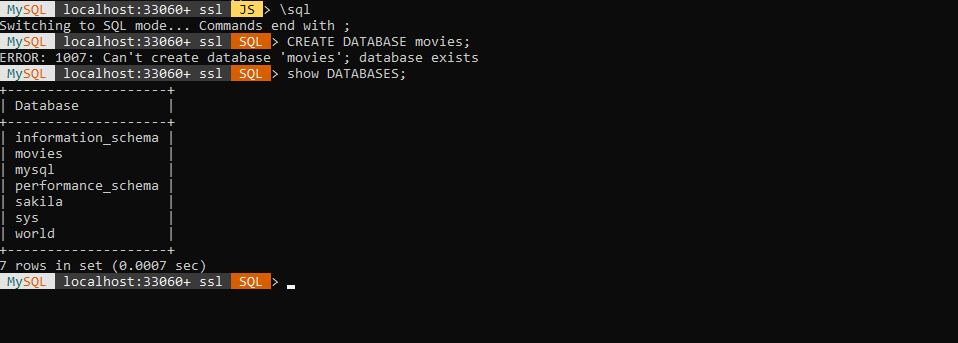 MySQL localhost:33060+ ssl JS > \sql
Switching to SQL mode... Commands end with ;
MySQL localhost:33060+ ssl SQL > CREATE DATABASE movies;
ERROR: 1007: Can't create database 'movies'; database exists
MySQL localhost:33060+ ssl SQL > show DATABASES;
+--------------------+
| Database           |
+--------------------+
| information_schema |
| movies             |
| mysql              |
| performance_schema |
| sakila             |
| sys                |
| world              |
+--------------------+
7 rows in set (0.0007 sec)
MySQL localhost:33060+ ssl SQL >